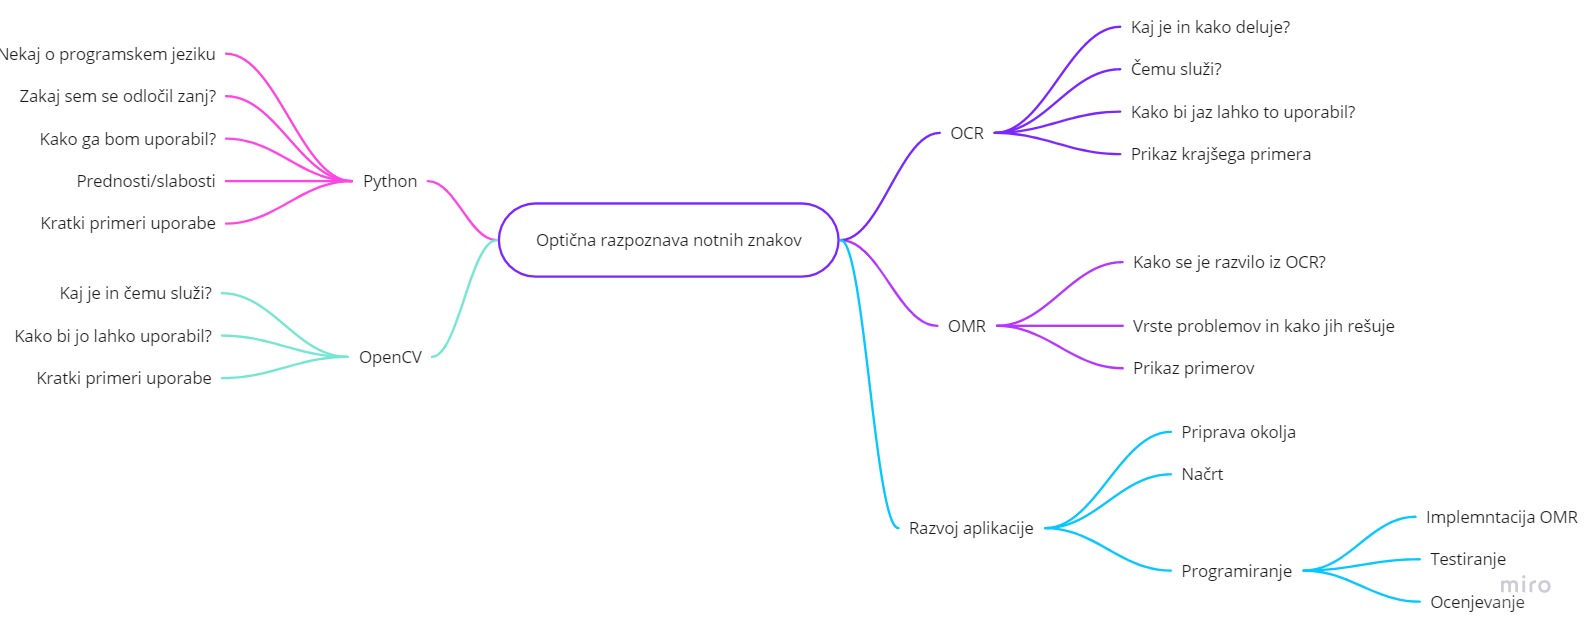 Nekaj o programskem jeziku
Zakaj sem se odločil zanj?
Kako ga bom uporabil?
Prednosti/slabosti
Kratki primeri uporabe
Python
Kaj je in čemu služi?
Kako bi jo lahko uporabil?
Kratki primeri uporabe
OpenCV
Optična razpoznava notnih znakov
OCR
Kaj je in kako deluje?
Čemu služi?
Kako bi jaz lahko to uporabil?
Prikaz krajšega primera
OMR
Kako se je razvilo iz OCR?
Vrste problemov in kako jih rešuje
Prikaz primerov
Razvoj aplikacije
Priprava okolja
Načrt
Programiranje
Implemntacija OMR
Testiranje
Ocenjevanje
miro